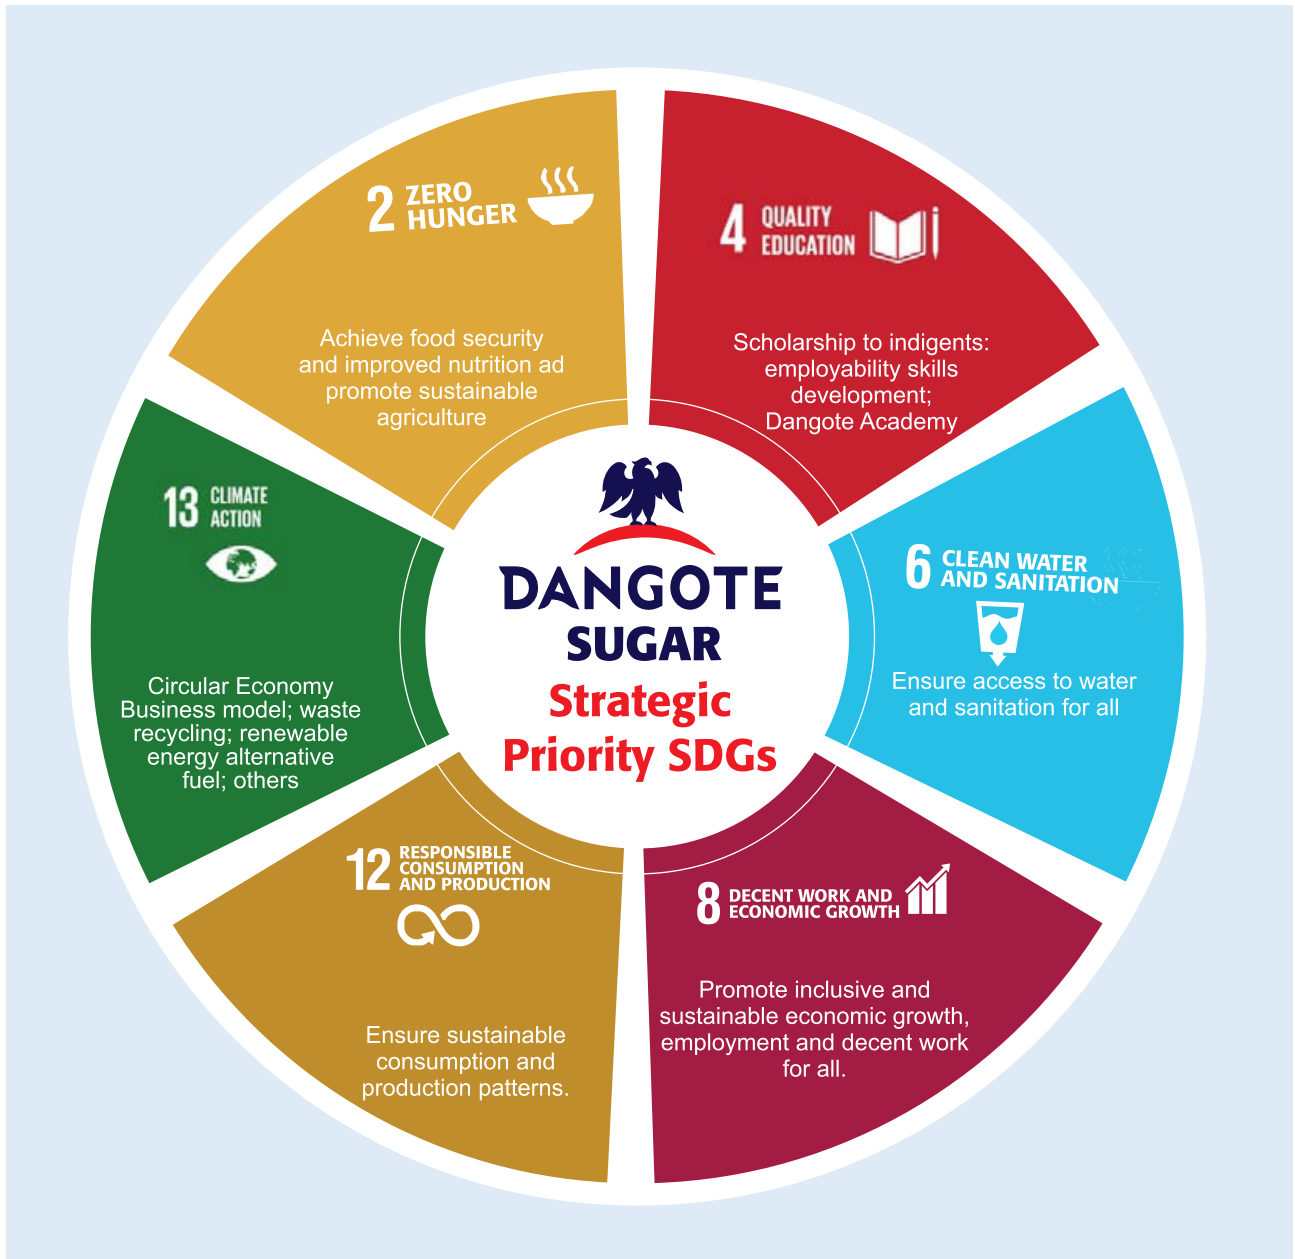 2 ZERO
HUNGER
Achieve food security
and improved nutrition ad
promote sustainable
agriculture
4 QUALITY
EDUCATION
Scholarship to indigents:
employability skills
development;
Dangote Academy
6 CLEAN WATER
AND SANITATION
Ensure access to water
and sanitation for all
8 DECENT WORK AND
ECONOMIC GROWTH
Promote inclusive and
sustainable economic growth,
employment and decent work
for all.
12 RESPONSIBLE
CONSUMPTION
AND PRODUCTION
Ensure sustainable
consumption and
production patterns.
13 CLIMATE
ACTION
Circular Economy
Business model; waste
recycling; renewable
energy alternative
fuel; others
DANGOTE
SUGAR
Strategic
Priority SDGs